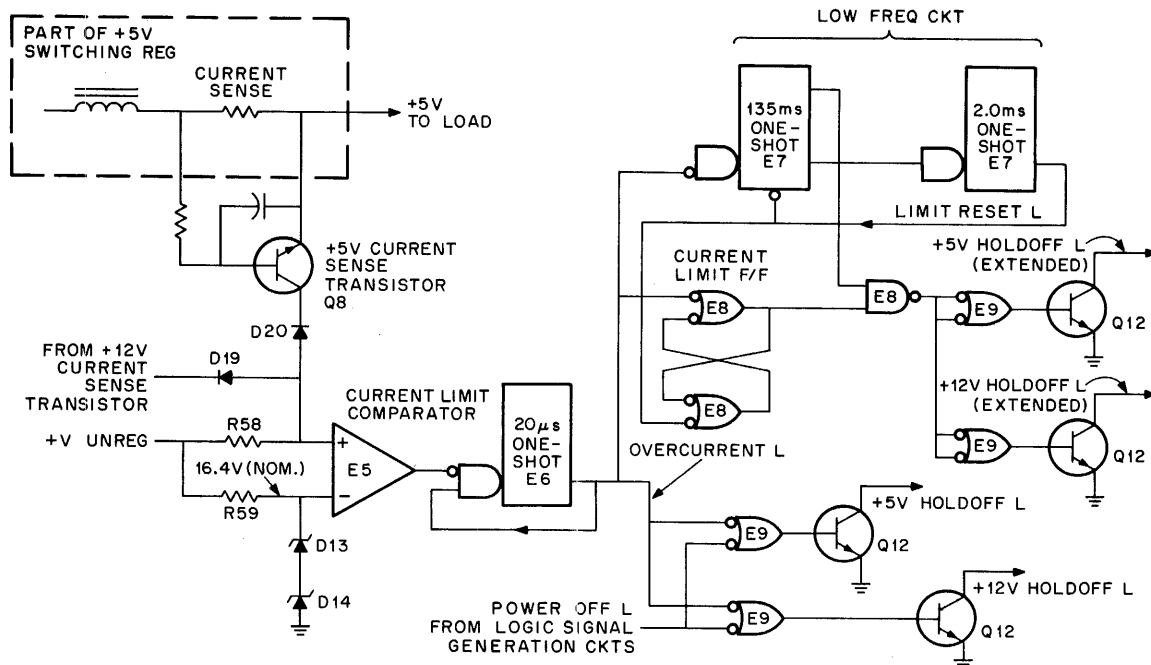 LOW FREQ CKT
PART OF +5V
SWITCHING REG
CURRENT
SENSE
+5V
TO LOAD
135ms
ONE-
SHOT
E7
2.0ms
ONE-
SHOT
E7
LIMIT RESET L
+5V CURRENT
SENSE
TRANSISTOR
Q8
CURRENT
LIMIT F/F
+5V HOLDOFF L
(EXTENDED)
E8
E8
E9
Q12
D20
FROM +12V
CURRENT
SENSE
TRANSISTOR
D19
+12V HOLDOFF L
(EXTENDED)
E8
E9
Q12
CURRENT LIMIT
COMPARATOR
R58
+V UNREG
+
E5
-
16.4V(NOM.)
R59
20µs
ONE-
SHOT
E6
OVERCURRENT L
+5V HOLDOFF L
D13
E9
Q12
D14
+12V HOLDOFF L
POWER OFF L
FROM LOGIC SIGNAL
GENERATION CKTS
E9
Q12